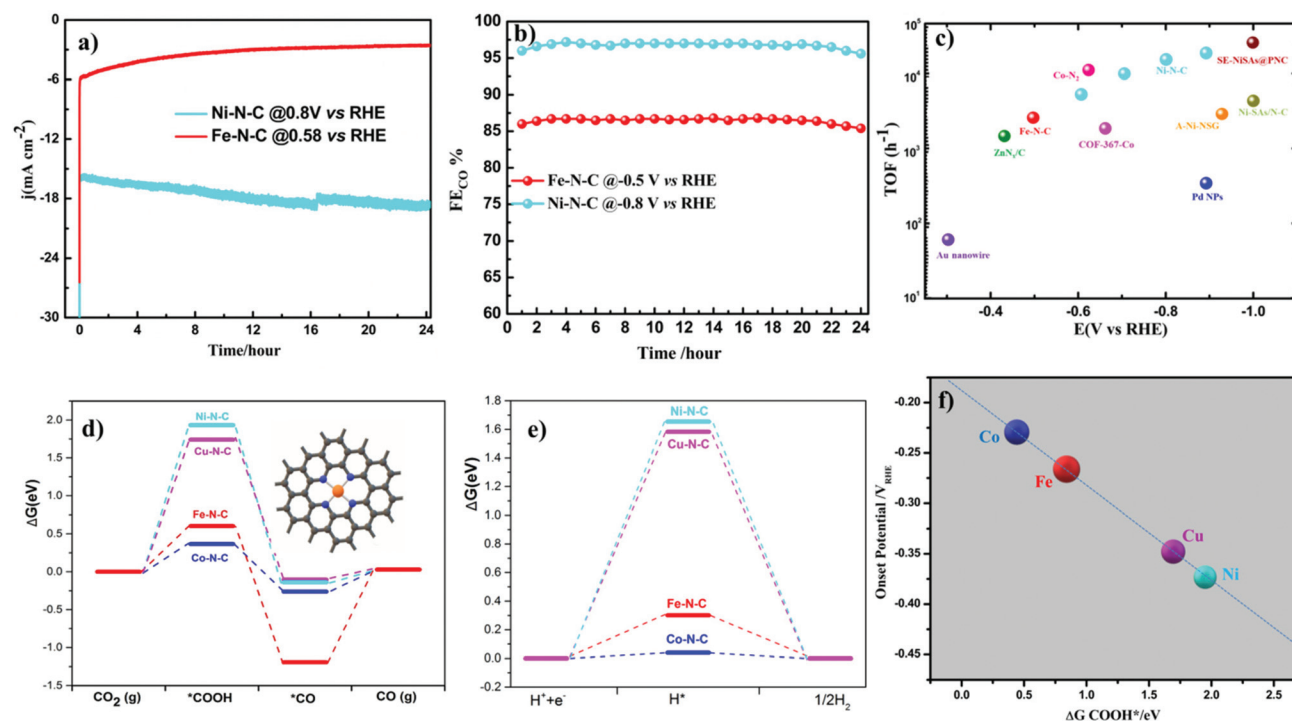 a)
0
-6
-12
-18
-24
-30
j(mA cm-2)
Ni-N-C @0.8V vs RHE
Fe-N-C @0.58 vs RHE
0 4 8 12 16 20 24
Time/hour
b)
100
95
90
85
80
75
70
65
60
FECO %
Fe-N-C @-0.5 V vs RHE
Ni-N-C @-0.8 V vs RHE
0 2 4 6 8 10 12 14 16 18 20 22 24
Time /hour
c)
10⁵
10⁴
10³
10²
10¹
TOF (h-1)
SE-NiSAs@PNC
Co-N2
Ni-N-C
Ni-SAs/N-C
A-Ni-NSG
Fe-N-C
COF-367-Co
ZnNx/C
Pd NPs
Au nanowire
-0.4 -0.6 -0.8 -1.0
E(V vs RHE)
d)
2.0
1.5
1.0
0.5
0.0
-0.5
-1.0
-1.5
ΔG(eV)
Ni-N-C
Cu-N-C
Fe-N-C
Co-N-C
CO2 (g) *COOH *CO CO (g)
e)
1.8
1.6
1.4
1.2
1.0
0.8
0.6
0.4
0.2
0.0
0.2
ΔG(eV)
Ni-N-C
Cu-N-C
Fe-N-C
Co-N-C
H++e- H* 1/2H2
f)
-0.20
-0.25
-0.30
-0.35
-0.40
-0.45
Onset Potential /VRHE
Co
Fe
Cu
Ni
0.0 0.5 1.0 1.5 2.0 2.5
ΔG COOH*/eV